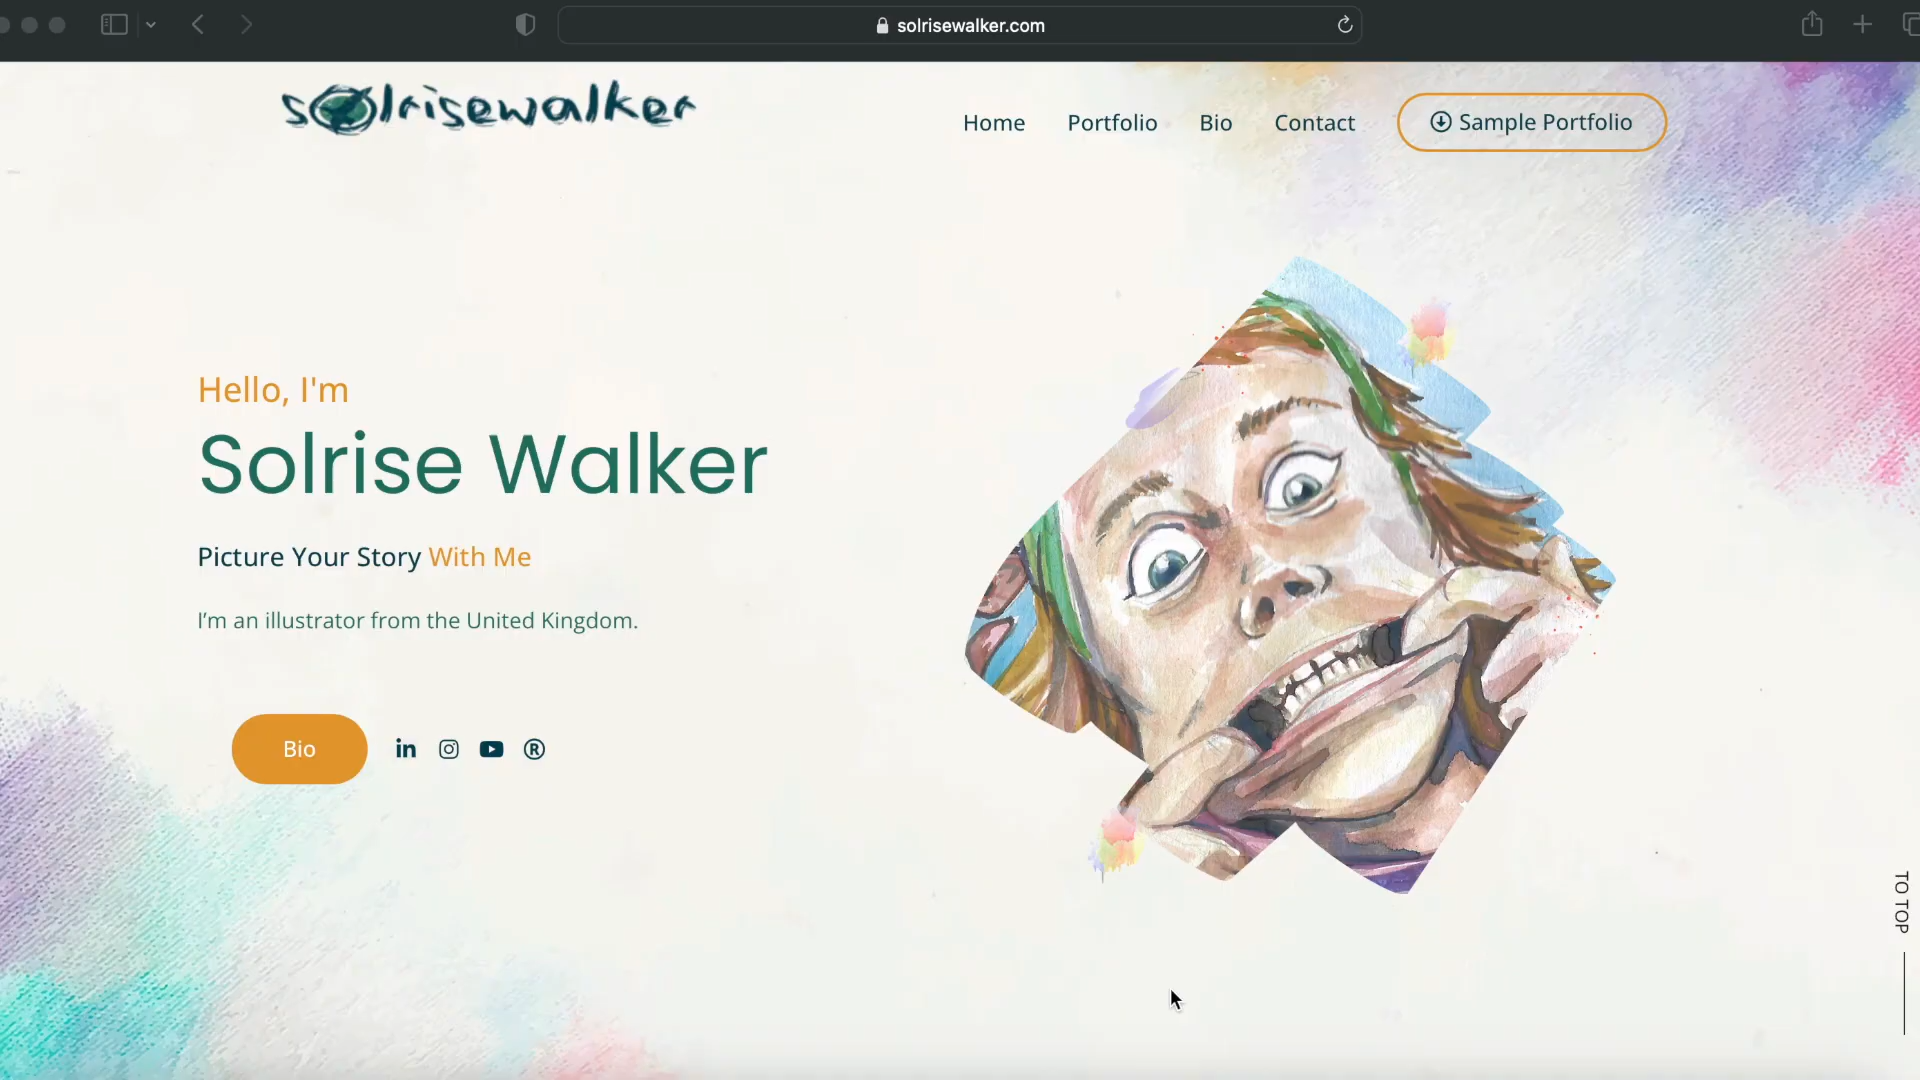 solrisewalker.com
solrisewalker
Home Portfolio Bio Contact Sample Portfolio
Hello, I'm
Solrise Walker
Picture Your Story With Me
I'm an illustrator from the United Kingdom.
Bio in ®
TO TOP